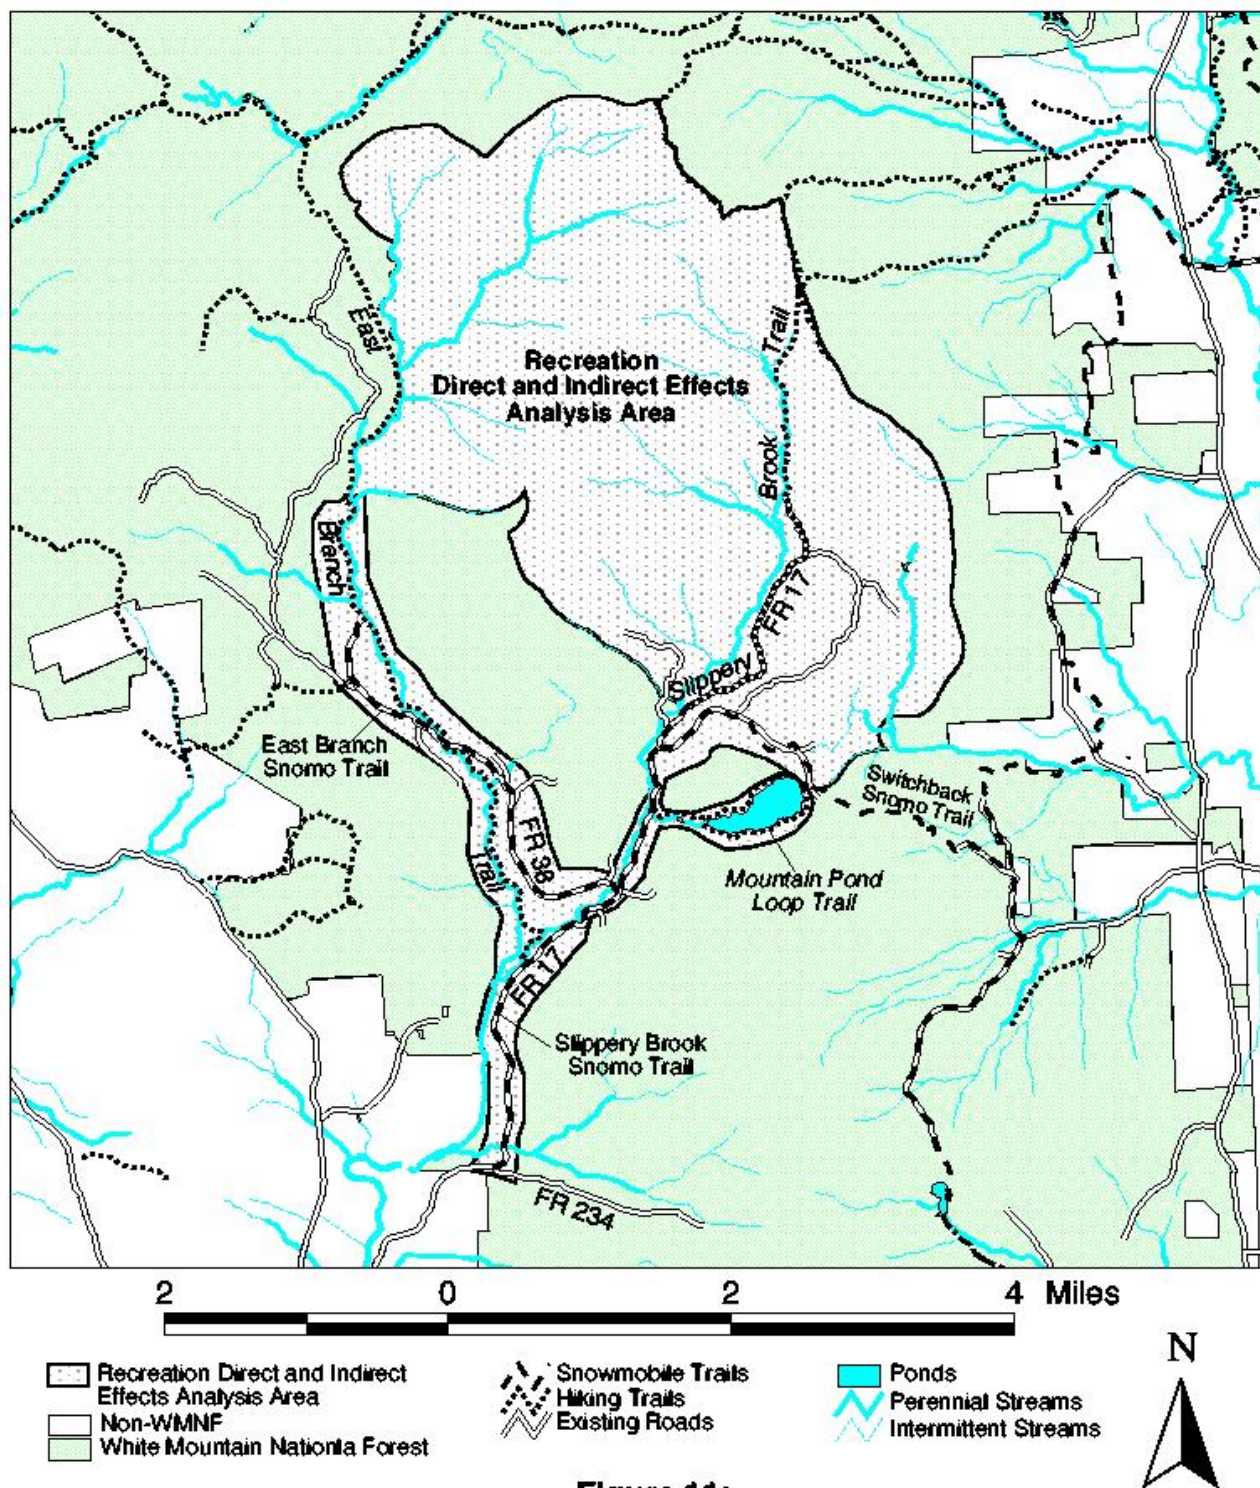 East
Recreation
Direct and Indirect Effects
Analysis Area
Trail
Brook
Branch
FR 17
Slippery
East Branch
Snomo Trail
Switchback
Snomo Trail
FR 38
Trail
Mountain Pond
Loop Trail
FR 17
Slippery Brook
Snomo Trail
FR 234
2 0 2 4 Miles
Recreation Direct and Indirect
Effects Analysis Area
Non-WMNF
White Mountain Nationla Forest
Snowmobile Trails
Hiking Trails
Existing Roads
Ponds
Perennial Streams
Intermittent Streams
N